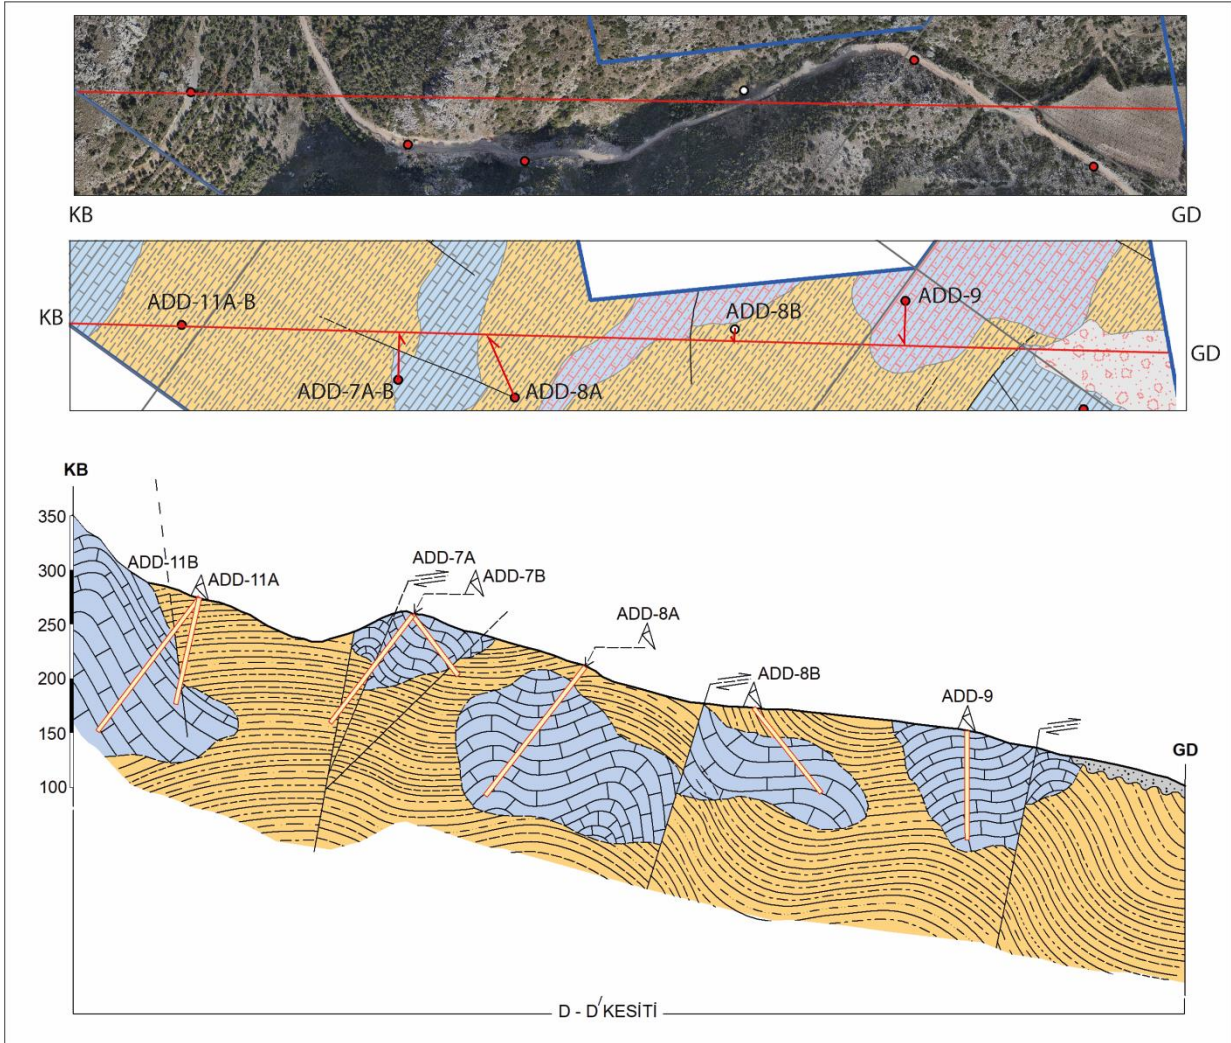 KB
GD
ADD-11A-B
ADD-9
KB
ADD-8B
GD
ADD-7A-B
ADD-8A
KB
350
ADD-11B
ADD-7A
300
ADD-11A
ADD-7B
250
ADD-8A
200
ADD-8B
ADD-9
150
GD
100
D - D' KESİTİ